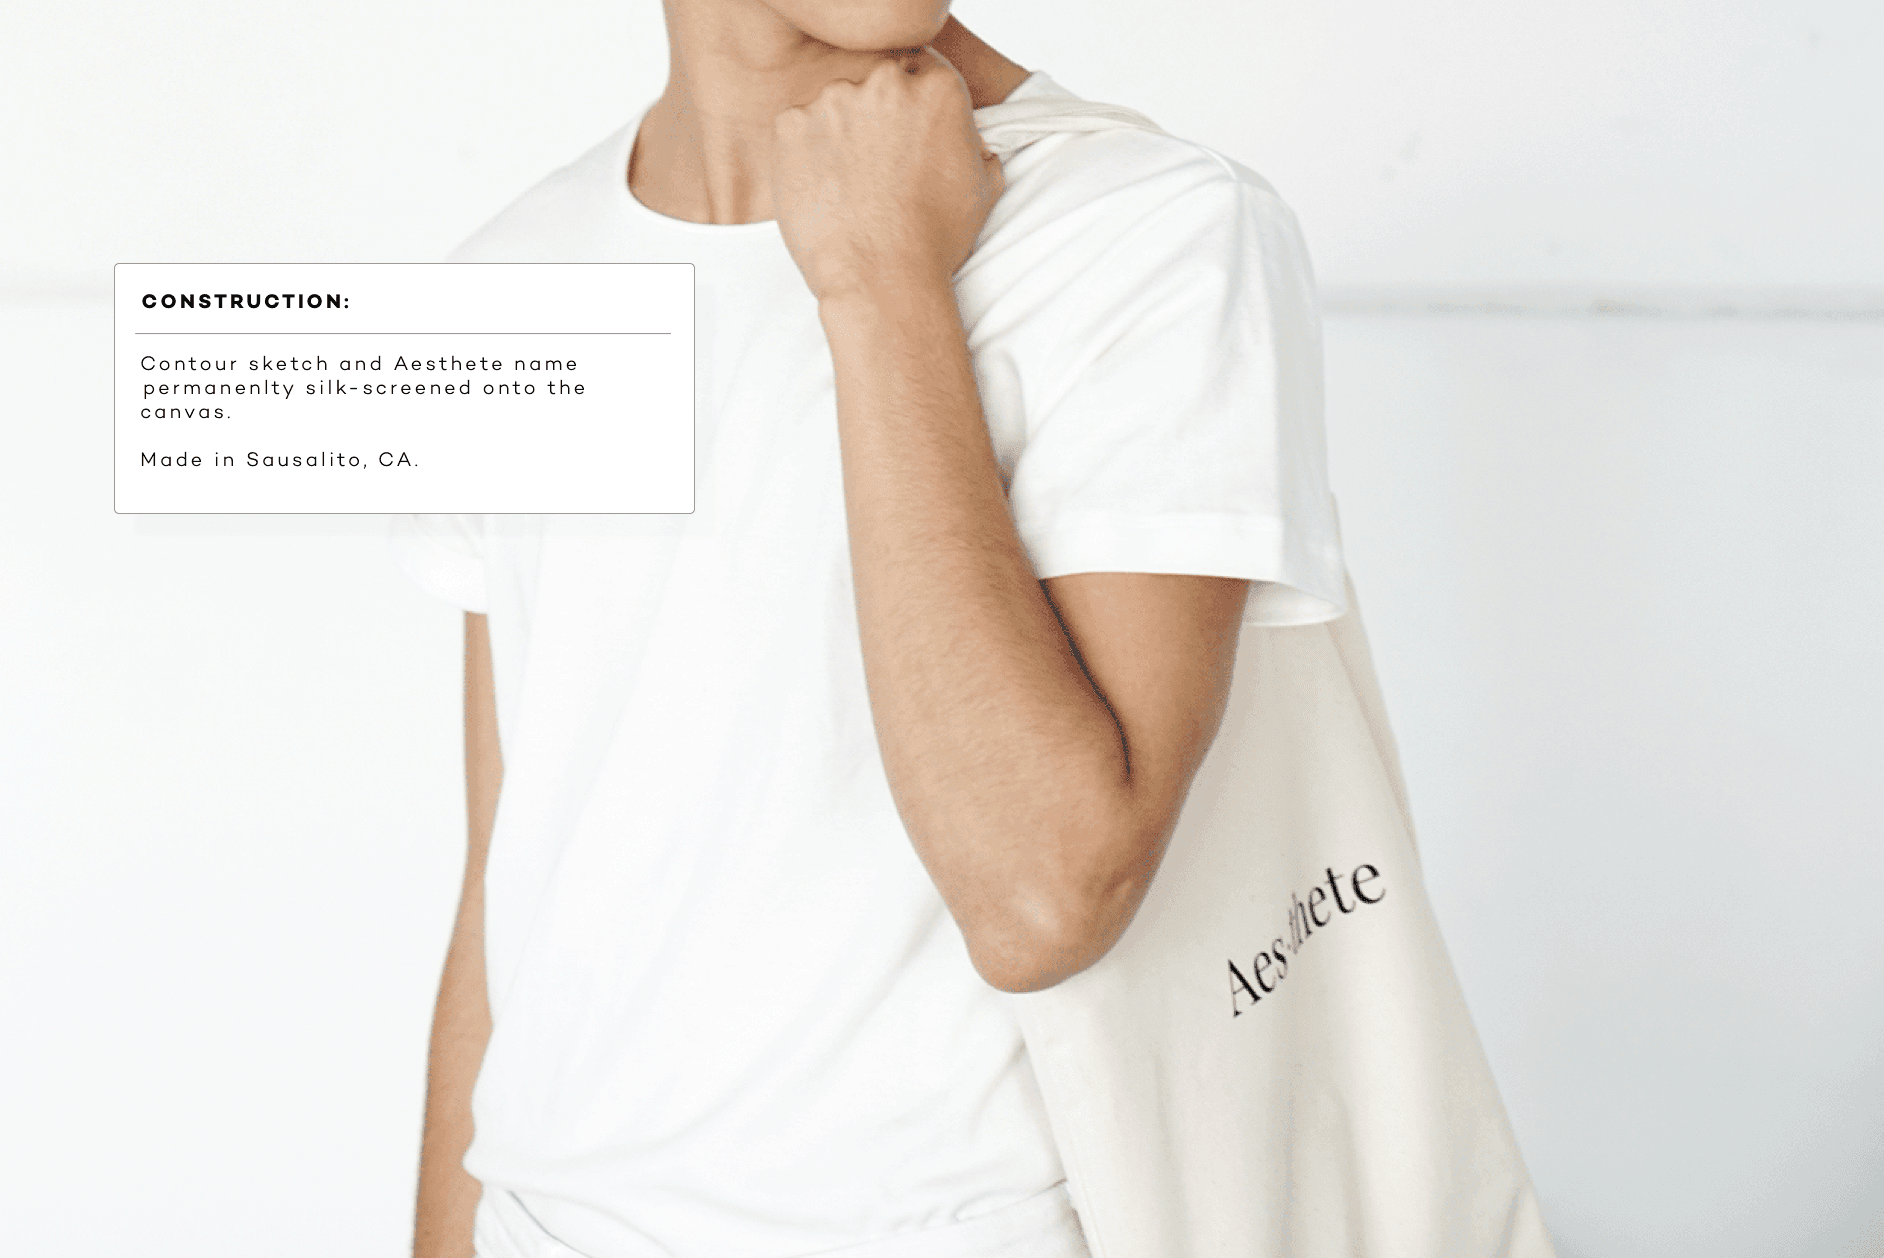 CONSTRUCTION:
Contour sketch and Aesthete name
permanenlty silk-screened onto the
canvas.
Made in Sausalito, CA.
Aesthete